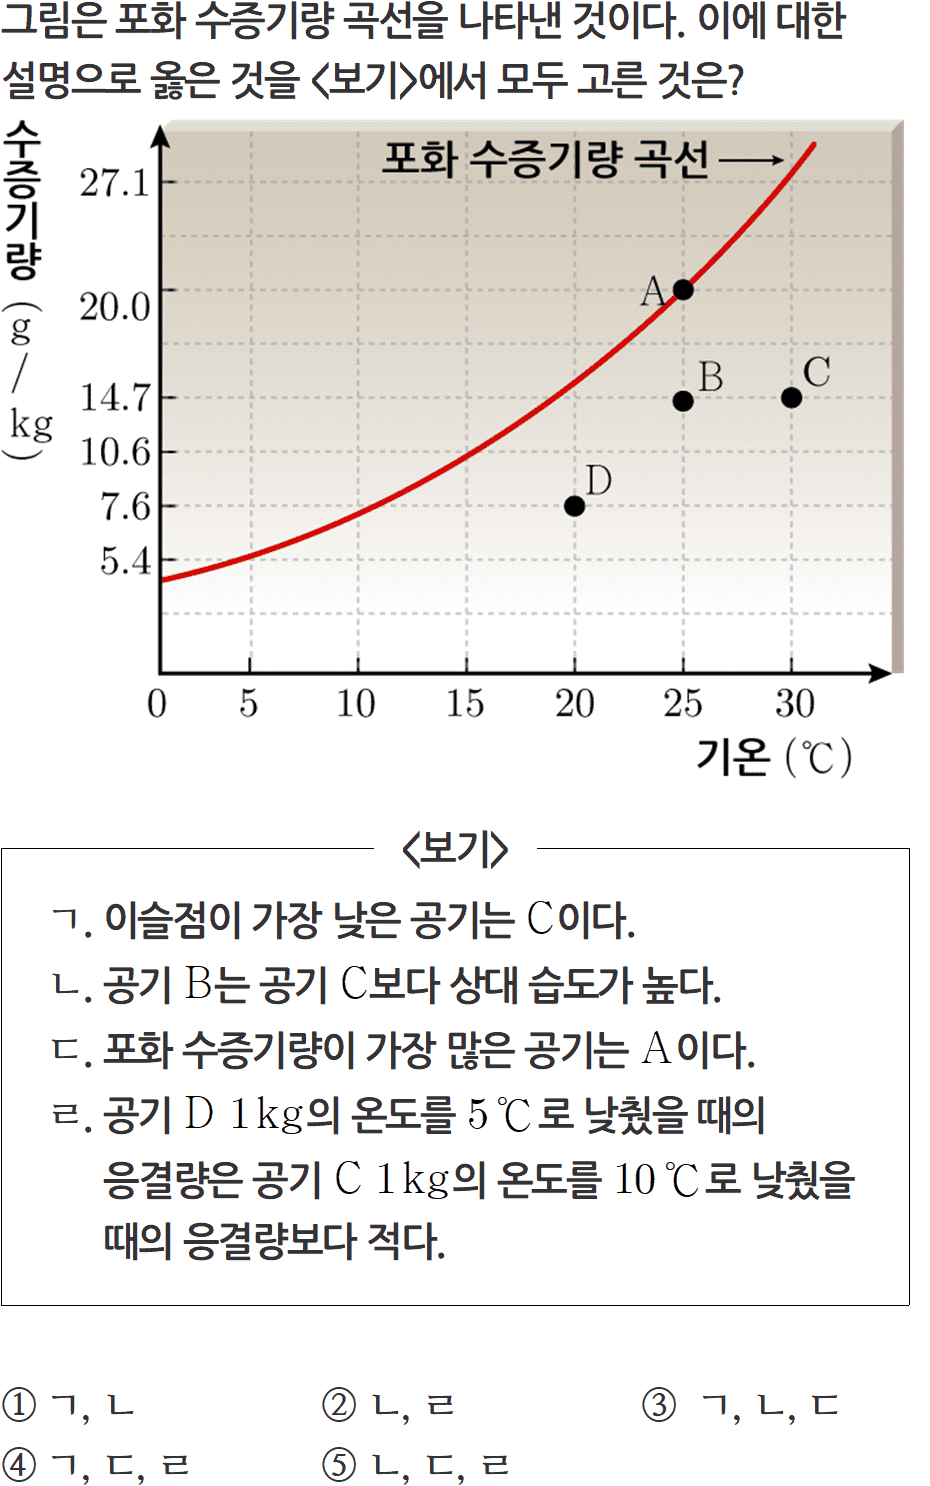 그림은 포화 수증기량 곡선을 나타낸 것이다. 이에 대한
설명으로 옳은 것을 <보기>에서 모두 고른 것은?
수증기량 (g/kg)
포화 수증기량 곡선
27.1
20.0
14.7
10.6
7.6
5.4
A
B
C
D
0 5 10 15 20 25 30
기온 (℃)
<보기>
ㄱ. 이슬점이 가장 낮은 공기는 C이다.
ㄴ. 공기 B는 공기 C보다 상대 습도가 높다.
ㄷ. 포화 수증기량이 가장 많은 공기는 A이다.
ㄹ. 공기 D 1kg의 온도를 5℃로 낮췄을 때의
응결량은 공기 C 1kg의 온도를 10℃로 낮췄을
때의 응결량보다 적다.
① ㄱ, ㄴ ② ㄴ, ㄹ ③ ㄱ, ㄴ, ㄷ
④ ㄱ, ㄷ, ㄹ ⑤ ㄴ, ㄷ, ㄹ